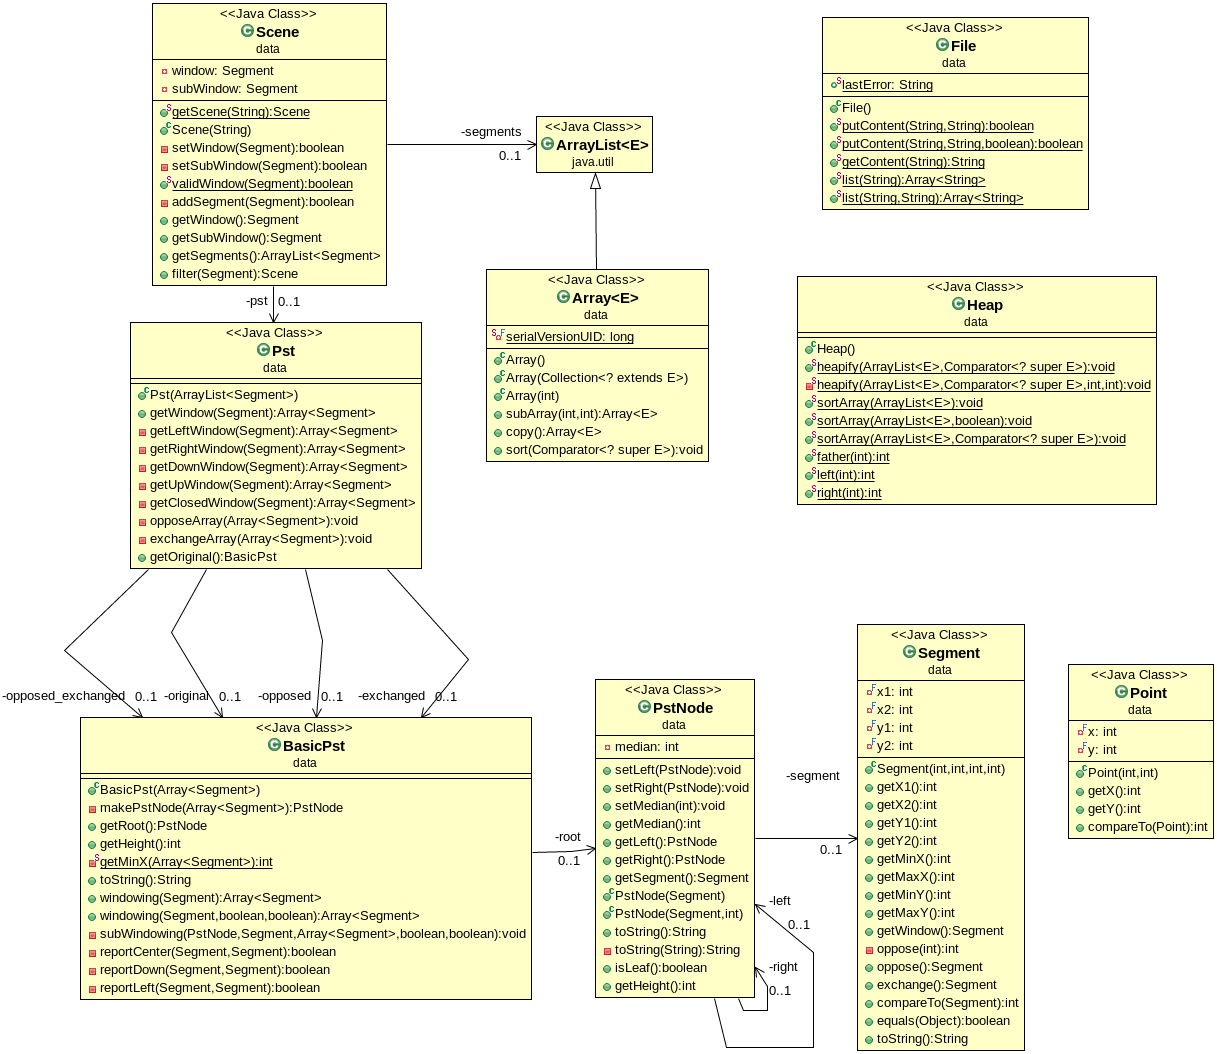 <<Java Class>>
Scene
data
window: Segment
subWindow: Segment
getScene(String):Scene
Scene(String)
setWindow(Segment):boolean
setSubWindow(Segment):boolean
validWindow(Segment):boolean
addSegment(Segment):boolean
getWindow():Segment
getSubWindow():Segment
getSegments():ArrayList<Segment>
filter(Segment):Scene
-segments
0..1
<<Java Class>>
ArrayList<E>
java.util
<<Java Class>>
File
data
lastError: String
File()
putContent(String,String):boolean
putContent(String,String,boolean):boolean
getContent(String):String
list(String):Array<String>
list(String,String):Array<String>
-pst 0..1
<<Java Class>>
Pst
data
Pst(ArrayList<Segment>)
getWindow(Segment):Array<Segment>
getLeftWindow(Segment):Array<Segment>
getRightWindow(Segment):Array<Segment>
getDownWindow(Segment):Array<Segment>
getUpWindow(Segment):Array<Segment>
getClosedWindow(Segment):Array<Segment>
opposeArray(Array<Segment>):void
exchangeArray(Array<Segment>):void
getOriginal():BasicPst
<<Java Class>>
Array<E>
data
serialVersionUID: long
Array()
Array(Collection<? extends E>)
Array(int)
subArray(int,int):Array<E>
copy():Array<E>
sort(Comparator<? super E>):void
<<Java Class>>
Heap
data
Heap()
heapify(ArrayList<E>,Comparator<? super E>):void
heapify(ArrayList<E>,Comparator<? super E>,int,int):void
sortArray(ArrayList<E>):void
sortArray(ArrayList<E>,boolean):void
sortArray(ArrayList<E>,Comparator<? super E>):void
father(int):int
left(int):int
right(int):int
-opposed_exchanged 0..1 -original 0..1 -opposed 0..1 -exchanged 0..1
<<Java Class>>
BasicPst
data
BasicPst(Array<Segment>)
makePstNode(Array<Segment>):PstNode
getRoot():PstNode
getHeight():int
getMinX(Array<Segment>):int
toString():String
windowing(Segment):Array<Segment>
windowing(Segment,boolean,boolean):Array<Segment>
subWindowing(PstNode,Segment,Array<Segment>,boolean,boolean):void
reportCenter(Segment,Segment):boolean
reportDown(Segment,Segment):boolean
reportLeft(Segment,Segment):boolean
-root
0..1
<<Java Class>>
PstNode
data
median: int
setLeft(PstNode):void
setRight(PstNode):void
setMedian(int):void
getMedian():int
getLeft():PstNode
getRight():PstNode
getSegment():Segment
PstNode(Segment)
PstNode(Segment,int)
toString():String
toString(String):String
isLeaf():boolean
getHeight():int
-segment
0..1
-left
0..1
-right
0..1
<<Java Class>>
Segment
data
x1: int
x2: int
y1: int
y2: int
Segment(int,int,int,int)
getX1():int
getX2():int
getY1():int
getY2():int
getMinX():int
getMaxX():int
getMinY():int
getMaxY():int
getWindow():Segment
oppose(int):int
oppose():Segment
exchange():Segment
compareTo(Segment):int
equals(Object):boolean
toString():String
<<Java Class>>
Point
data
x: int
y: int
Point(int,int)
getX():int
getY():int
compareTo(Point):int